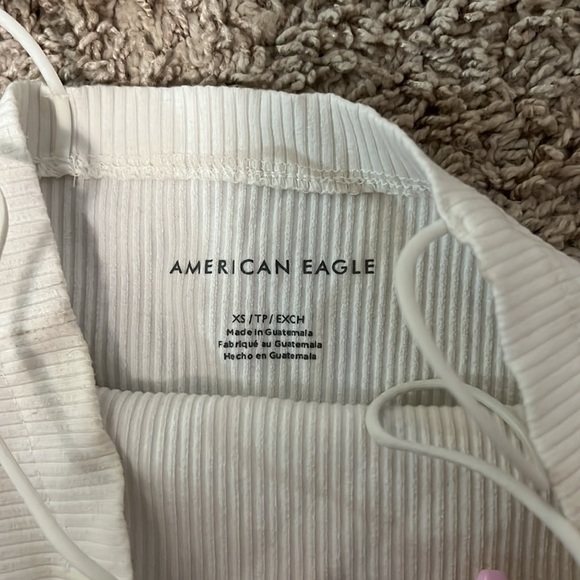 AMERICAN EAGLE
XS / TP / EXCH
Made in Guatemala
Fabriqué au Guatemala
Hecho en Guatemala